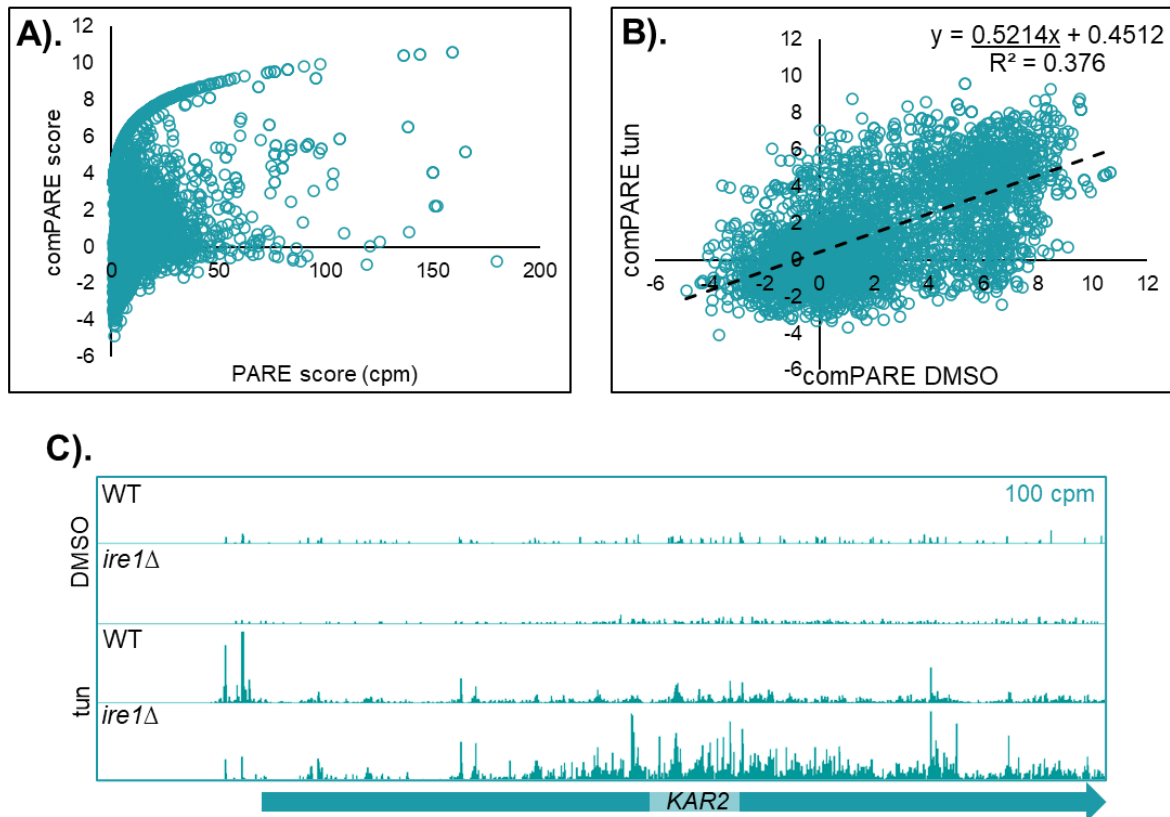 A).
12
10
8
6
4
2
0
-2
-4
-6
0
50
100
150
200
comPARE score
PARE score (cpm)
B).
y = 0.5214x + 0.4512
R² = 0.376
12
10
8
6
4
2
0
-2
-4
-6
-6
-4
-2
0
2
4
6
8
10
12
comPARE tun
comPARE DMSO
C).
DMSO
WT
100 cpm
ire1Δ
tun
WT
ire1Δ
KAR2